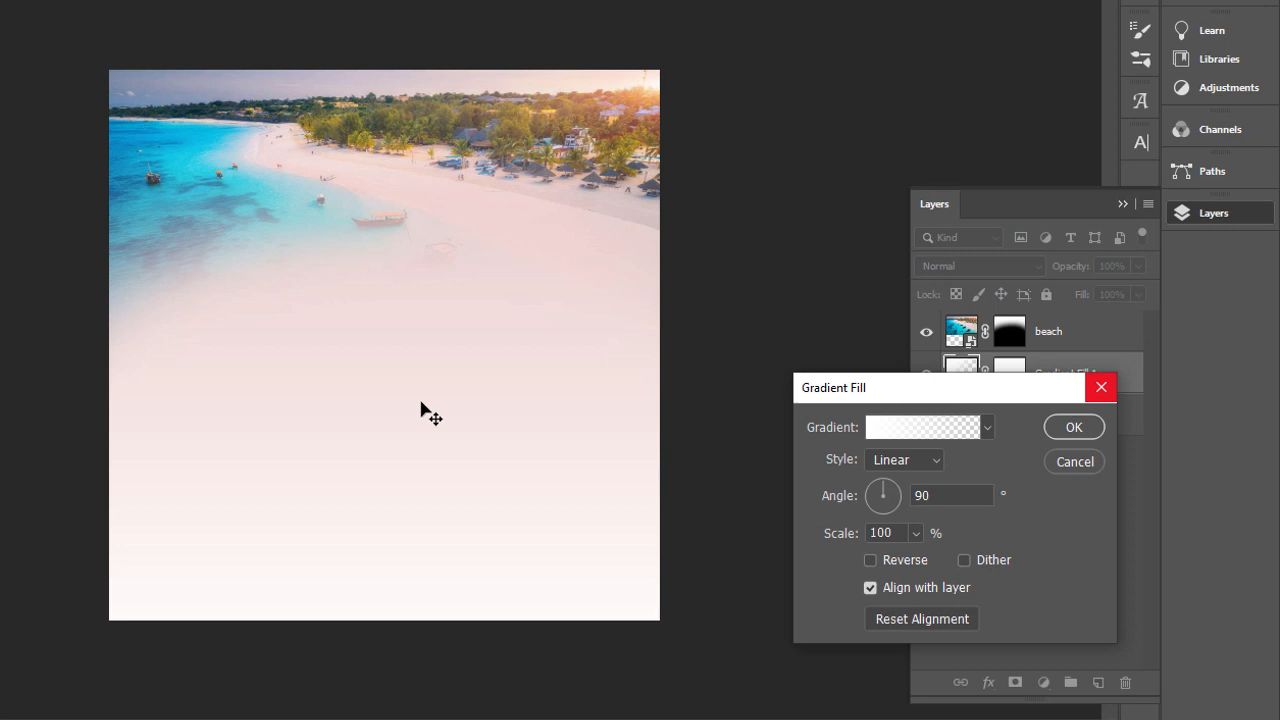 Learn
Libraries
Adjustments
Channels
Paths
Layers
Layers
Kind
Normal
Opacity: 100%
Lock:
Fill: 100%
beach
Gradient Fill
Gradient:
OK
Style: Linear
Cancel
Angle: 90 °
Scale: 100 %
Reverse
Dither
Align with layer
Reset Alignment
fx